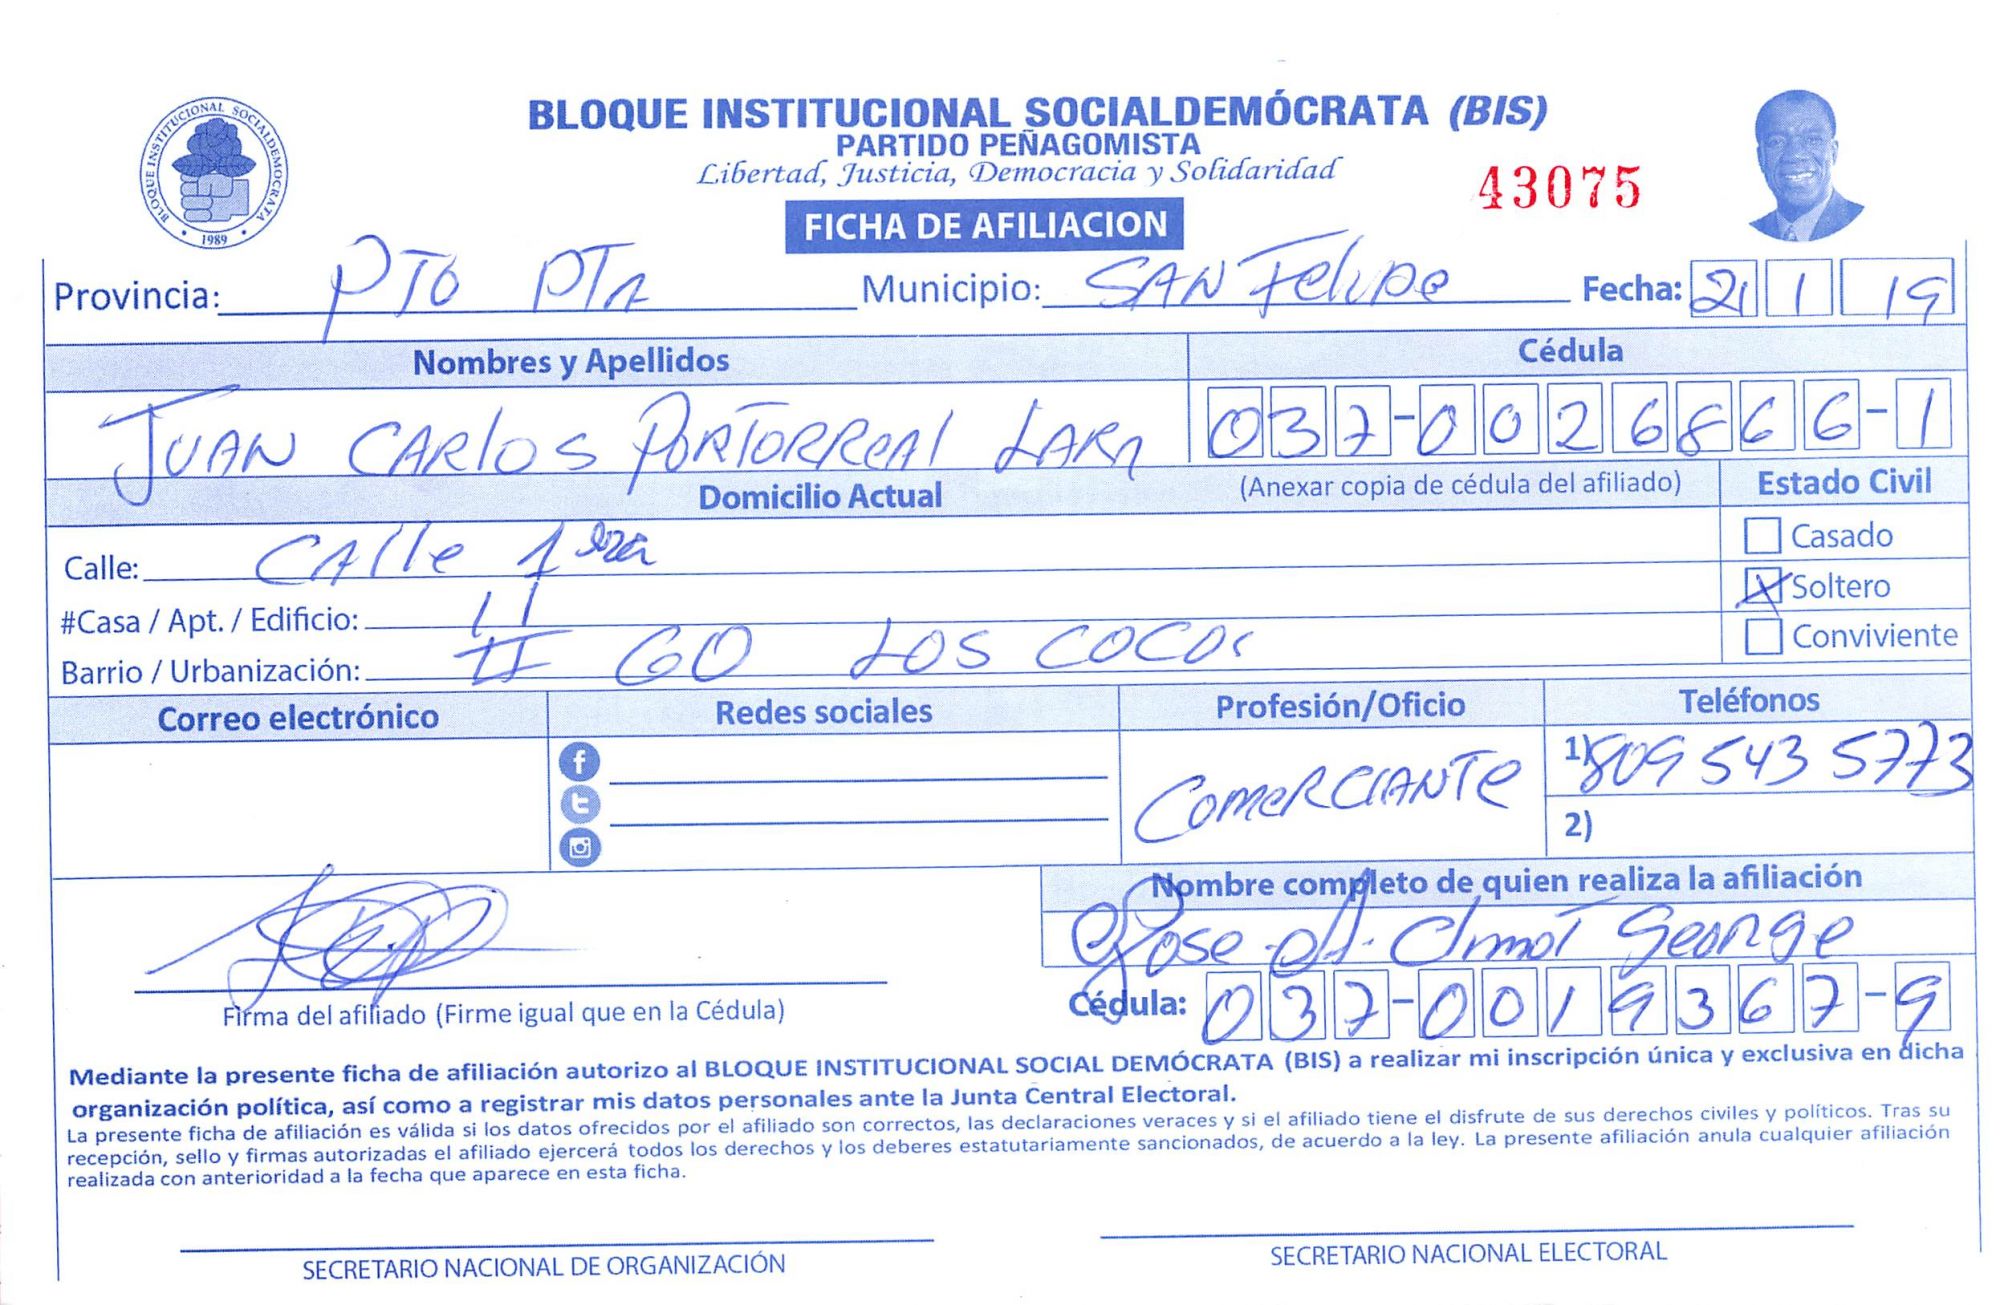 BLOQUE INSTITUCIONAL SOCIALDEMOCRATA
1989
BLOQUE INSTITUCIONAL SOCIALDEMÓCRATA (BIS)
PARTIDO PEÑAGOMISTA
Libertad, Justicia, Democracia y Solidaridad
43075
FICHA DE AFILIACION
Provincia: PTO PTA Municipio: SAN Felipe Fecha: 21 1 19
Nombres y Apellidos Cédula
JUAN CARlos PORTORREAl LARA 037-0026866-1
Domicilio Actual (Anexar copia de cédula del afiliado) Estado Civil
Calle: CAlle 1era Casado
#Casa / Apt. / Edificio: 11 X Soltero
Barrio / Urbanización: LOS COCOS Conviviente
Correo electrónico Redes sociales Profesión/Oficio Teléfonos
COMeRCIANTe 1) 809 543 5773
2)
Nombre completo de quien realiza la afiliación
Jose George
Firma del afiliado (Firme igual que en la Cédula) Cédula: 037-0019367-9
Mediante la presente ficha de afiliación autorizo al BLOQUE INSTITUCIONAL SOCIAL DEMÓCRATA (BIS) a realizar mi inscripción única y exclusiva en dicha
organización política, así como a registrar mis datos personales ante la Junta Central Electoral.
La presente ficha de afiliación es válida si los datos ofrecidos por el afiliado son correctos, las declaraciones veraces y si el afiliado tiene el disfrute de sus derechos civiles y políticos. Tras su
recepción, sello y firmas autorizadas el afiliado ejercerá todos los derechos y los deberes estatutariamente sancionados, de acuerdo a la ley. La presente afiliación anula cualquier afiliación
realizada con anterioridad a la fecha que aparece en esta ficha.
SECRETARIO NACIONAL DE ORGANIZACIÓN SECRETARIO NACIONAL ELECTORAL